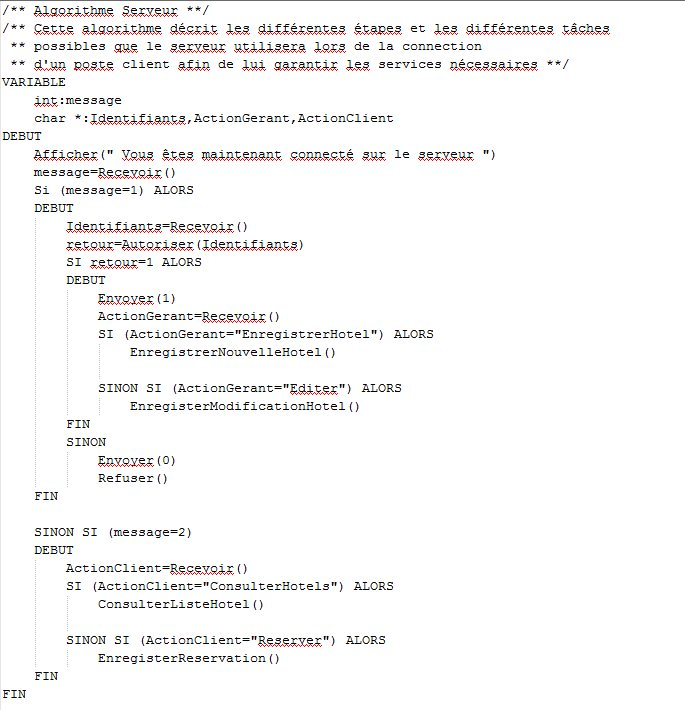 /** Algorithme Serveur **/
/** Cette algorithme décrit les différentes étapes et les différentes tâches
** possibles que le serveur utilisera lors de la connection
** d'un poste client afin de lui garantir les services nécessaires **/
VARIABLE
int:message
char *:Identifiants,ActionGerant,ActionClient
DEBUT
Afficher(" Vous êtes maintenant connecté sur le serveur ")
message=Recevoir()
Si (message=1) ALORS
DEBUT
Identifiants=Recevoir()
retour=Autoriser(Identifiants)
SI retour=1 ALORS
DEBUT
Envoyer(1)
ActionGerant=Recevoir()
SI (ActionGerant="EnregistrerHotel") ALORS
EnregistrerNouvelleHotel()
SINON SI (ActionGerant="Editer") ALORS
EnregisterModificationHotel()
FIN
SINON
Envoyer(0)
Refuser()
FIN
SINON SI (message=2)
DEBUT
ActionClient=Recevoir()
SI (ActionClient="ConsulterHotels") ALORS
ConsulterListeHotel()
SINON SI (ActionClient="Reserver") ALORS
EnregisterReservation()
FIN
FIN